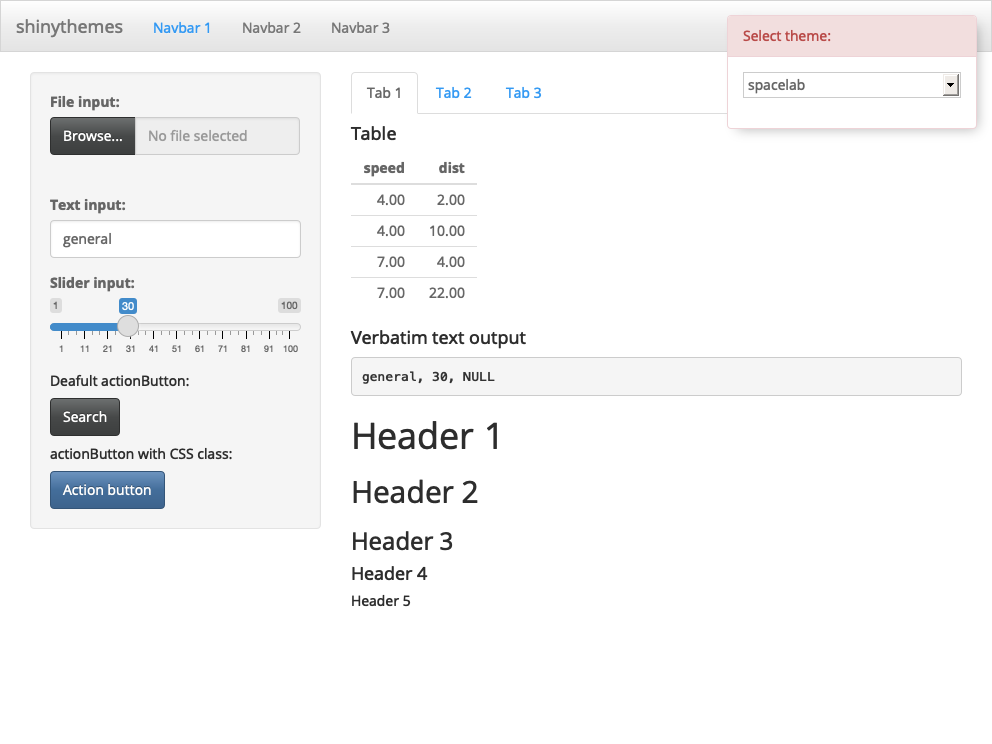 shinythemes Navbar 1 Navbar 2 Navbar 3
Select theme:
spacelab
File input:
Browse... No file selected
Text input:
general
Slider input:
1 30 100
1 11 21 31 41 51 61 71 81 91 100
Deafult actionButton:
Search
actionButton with CSS class:
Action button
Tab 1 Tab 2 Tab 3
Table
speed dist
4.00 2.00
4.00 10.00
7.00 4.00
7.00 22.00
Verbatim text output
general, 30, NULL
Header 1
Header 2
Header 3
Header 4
Header 5